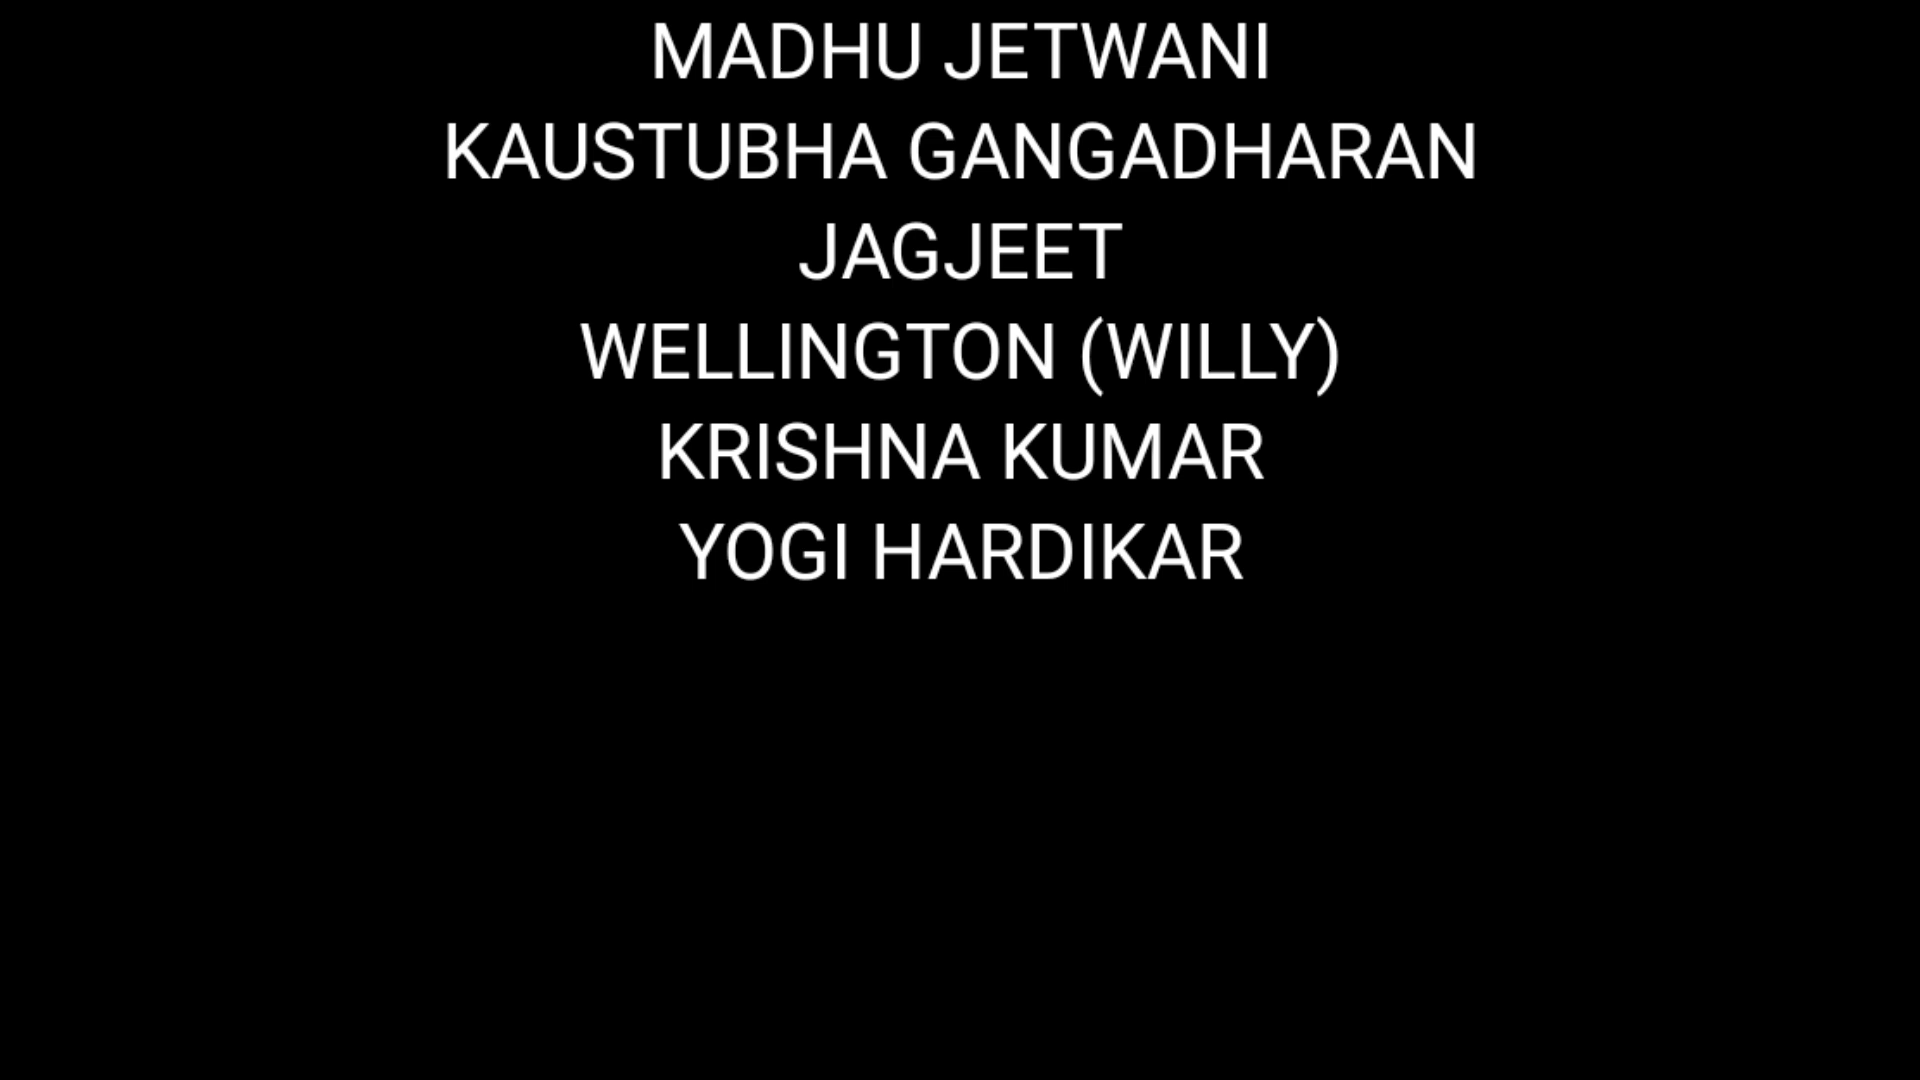 MADHU JETWANI
KAUSTUBHA GANGADHARAN
JAGJEET
WELLINGTON (WILLY)
KRISHNA KUMAR
YOGI HARDIKAR